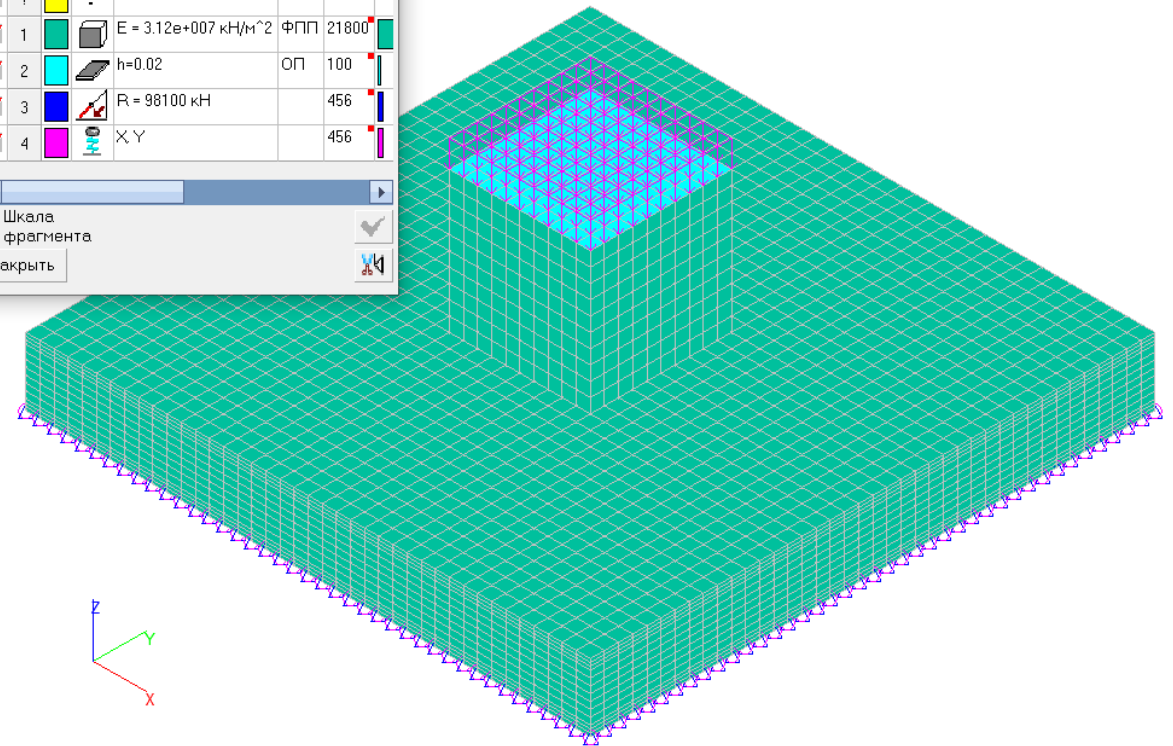 1 E = 3.12e+007 кН/м^2 ФПП 21800
2 h=0.02 ОП 100
3 R = 98100 кН 456
4 X, Y 456
Шкала
фрагмента
акрыть
Z
Y
X